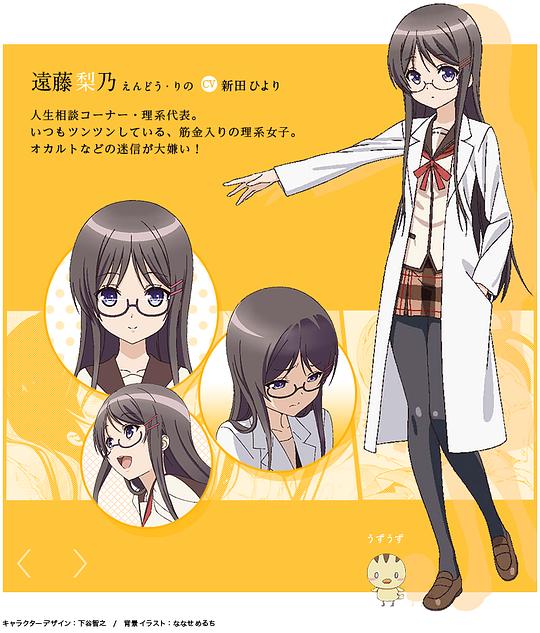 遠藤梨乃 えんどう・りの CV 新田ひより
人生相談コーナー・理系代表。
いつもツンツンしている、筋金入りの理系女子。
オカルトなどの迷信が大嫌い！
うずうず
キャラクターデザイン：下谷智之 / 背景イラスト：ななせめるち